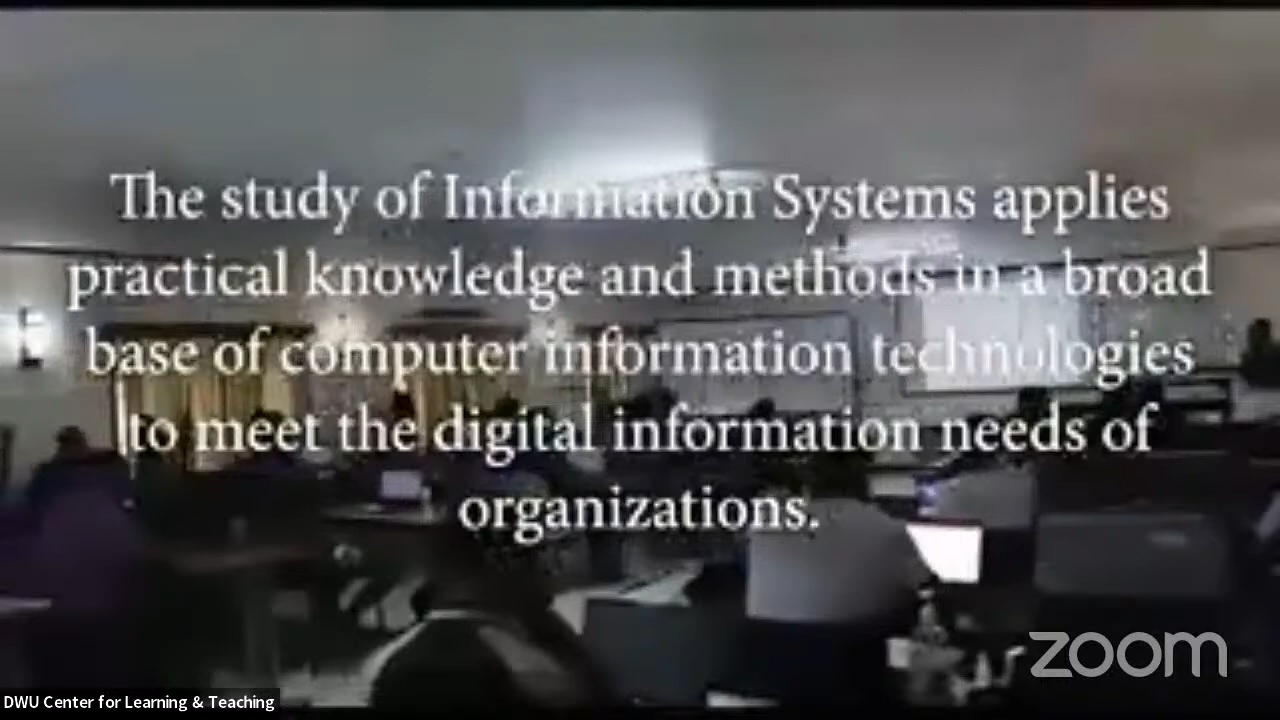 The study of Information Systems applies
practical knowledge and methods in a broad
base of computer information technologies
to meet the digital information needs of
organizations.
zoom
DWU Center for Learning & Teaching